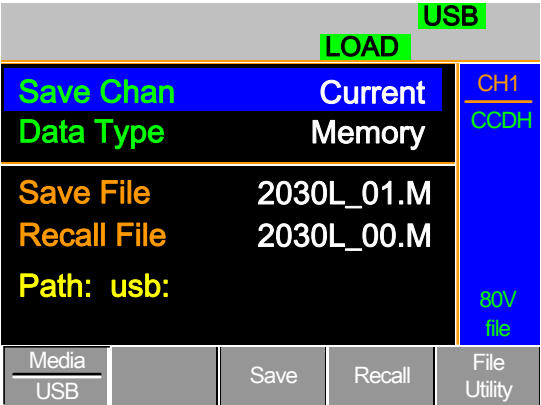 USB
LOAD
Save Chan Current
Data Type Memory
Save File 2030L_01.M
Recall File 2030L_00.M
Path: usb:
CH1
CCDH
80V
file
Media
USB
Save
Recall
File
Utility